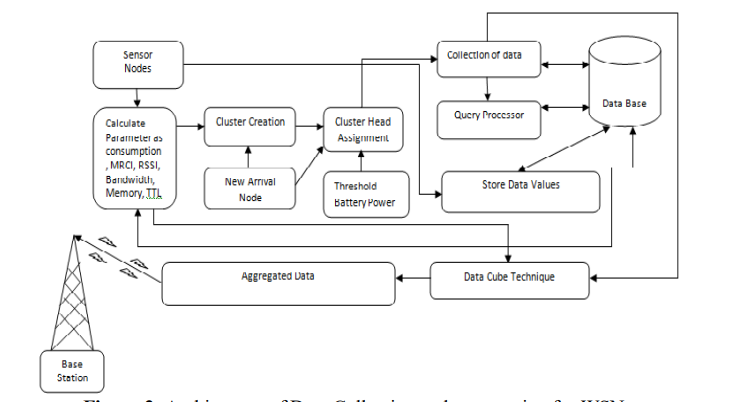 Sensor
Nodes
Collection of data
Data Base
Calculate
Parameter as
consumption
, MRCI, RSSI,
Bandwidth,
Memory, TTL
Cluster Creation
Cluster Head
Assignment
Query Processor
New Arrival
Node
Threshold
Battery Power
Store Data Values
Aggregated Data
Data Cube Technique
Base
Station